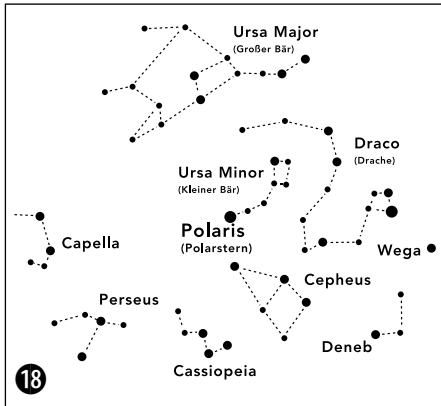 Ursa Major
(Großer Bär)
Draco
(Drache)
Ursa Minor
(Kleiner Bär)
Polaris
(Polarstern)
Capella
Wega
Cepheus
Perseus
Cassiopeia
Deneb
18